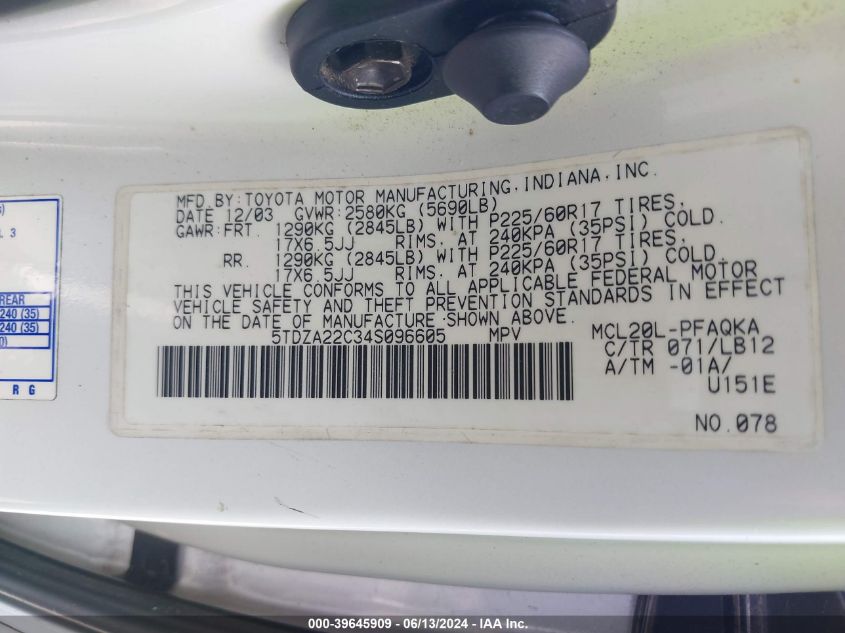 MFD.BY:TOYOTA MOTOR MANUFACTURING,INDIANA,INC.
DATE 12/03 GVWR:2580KG (5690LB)
GAWR:FRT. 1290KG (2845LB) WITH P225/60R17 TIRES,
17X6.5JJ RIMS, AT 240KPA (35PSI) COLD.
RR. 1290KG (2845LB) WITH P225/60R17 TIRES,
17X6.5JJ RIMS, AT 240KPA (35PSI) COLD.
THIS VEHICLE CONFORMS TO ALL APPLICABLE FEDERAL MOTOR
VEHICLE SAFETY AND THEFT PREVENTION STANDARDS IN EFFECT
ON THE DATE OF MANUFACTURE SHOWN ABOVE.
5TDZA22C34S096605 MPV MCL20L-PFAQKA
C/TR 071/LB12
A/TM -01A/
U151E
NO.078
L 3
REAR
240 (35)
240 (35)
R G
000-39645909 - 06/13/2024 - IAA Inc.